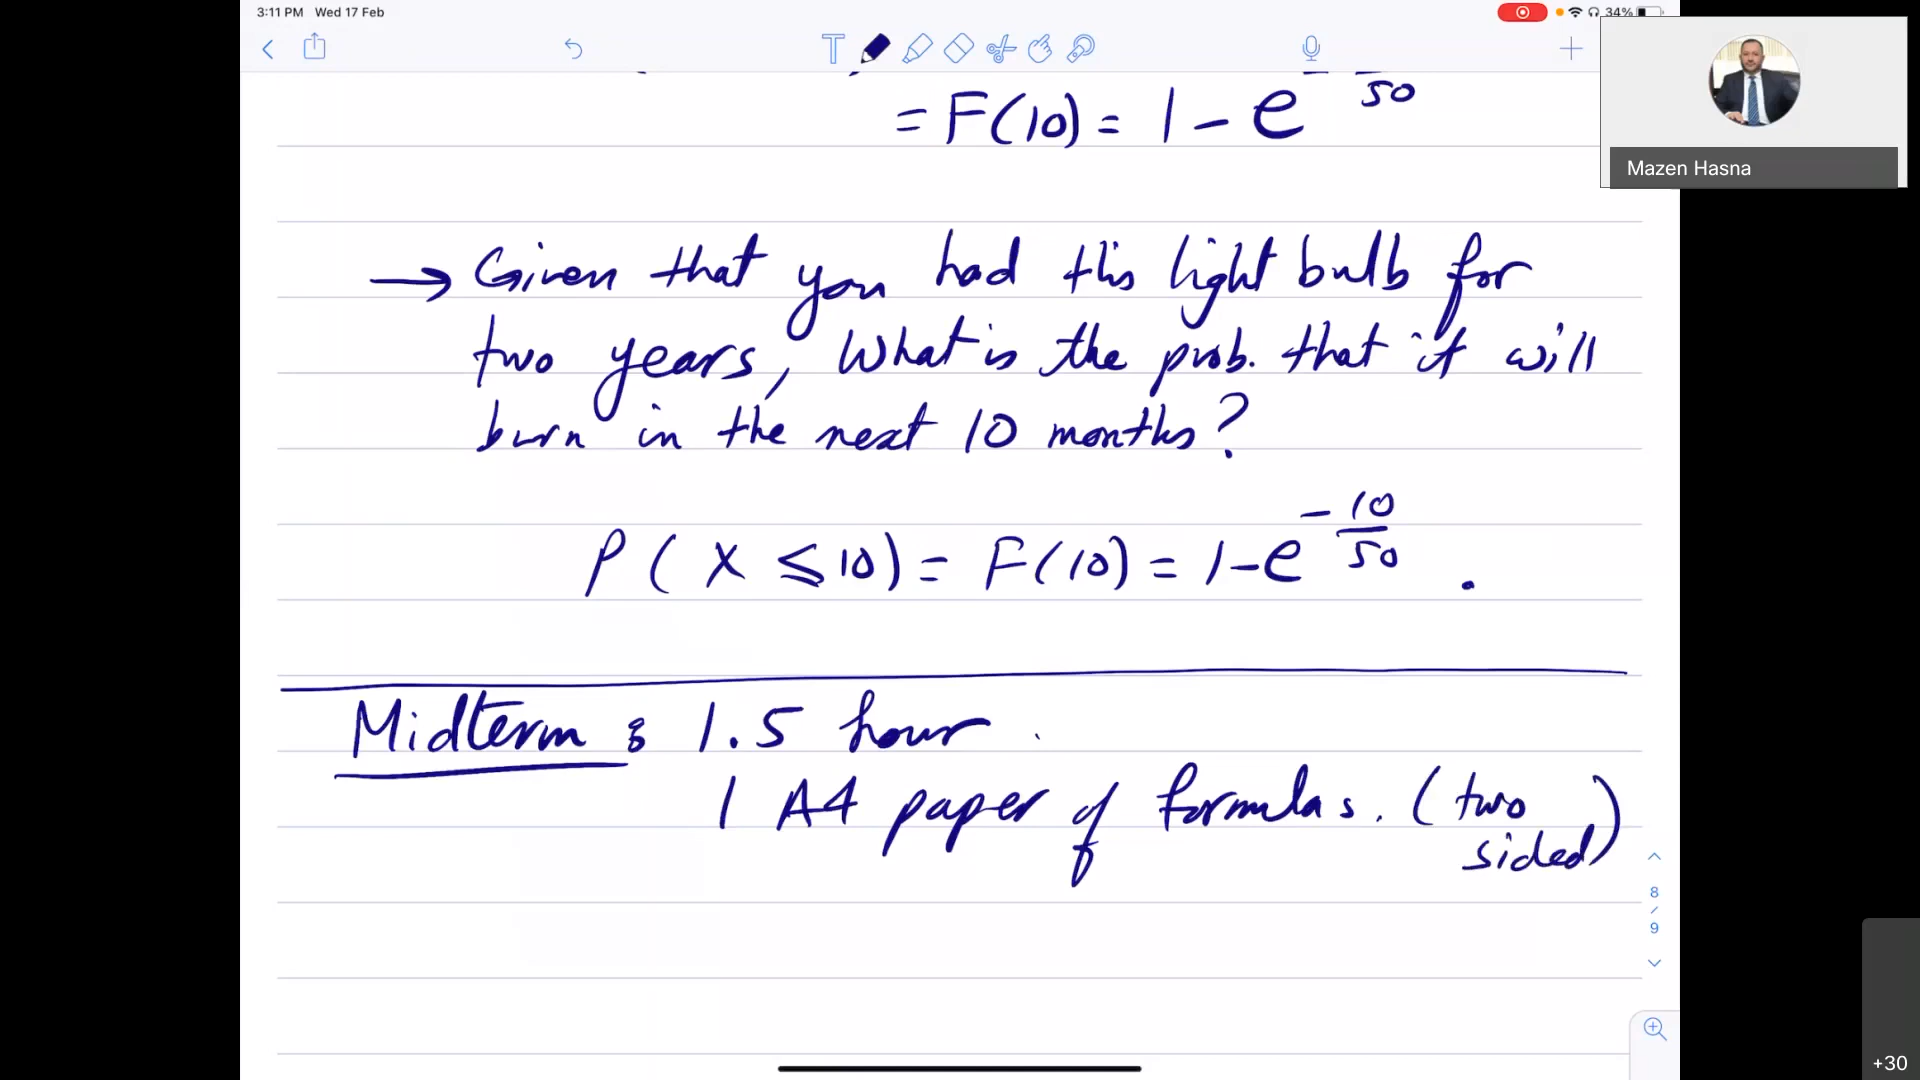 3:11 PM Wed 17 Feb
34%
Mazen Hasna
= F(10) = 1 - e^-  50
→ Given that you had this light bulb for
two years, What is the prob. that it will
burn in the next 10 months?
P(X ≤ 10) = F(10) = 1 - e^{-10/50} .
Midterm : 1.5 hour.
1 A4 paper of formulas. (two
sided)
8
/
9
+30